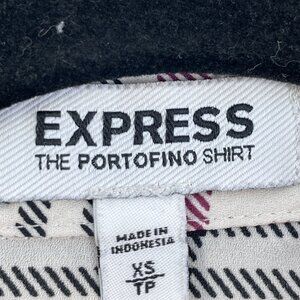 EXPRESS
THE PORTOFINO SHIRT
MADE IN
INDONESIA
XS
TP